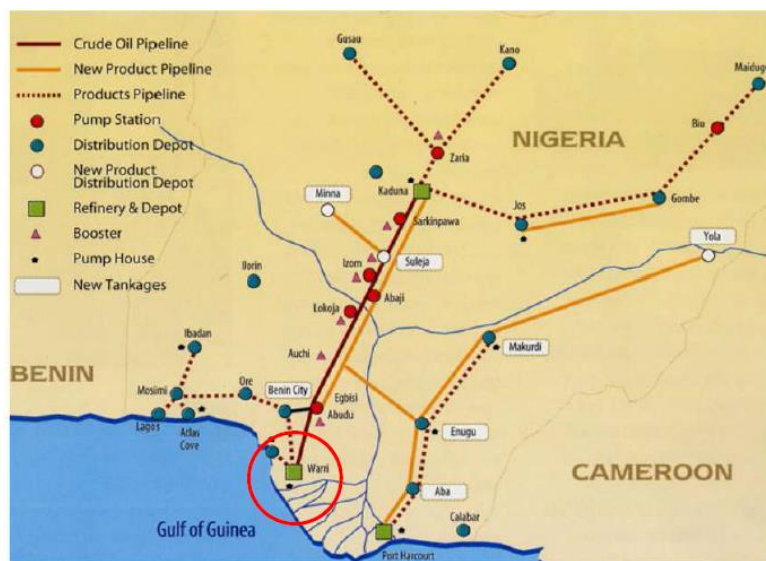 Crude Oil Pipeline
New Product Pipeline
Products Pipeline
Pump Station
Distribution Depot
New Product
Distribution Depot
Refinery & Depot
Booster
Pump House
New Tankages
Gusau
Kano
Maidugu
Biu
NIGERIA
Zaria
Kaduna
Minna
Sarkinpawa
Jos
Gombe
Yola
Suleja
Izom
Ilorin
Abaji
Lokoja
Ibadan
Makurdi
Auchi
BENIN
Mosimi
Ore
Benin City
Egbisi
Abudu
Lagos
Atlas
Cove
Enugu
Warri
CAMEROON
Aba
Gulf of Guinea
Calabar
Port Harcourt